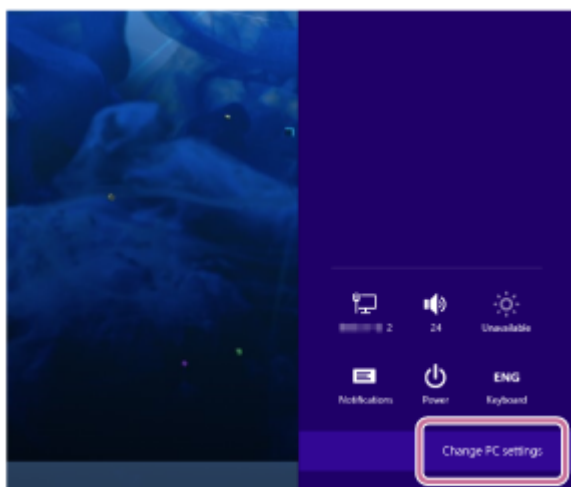 2
24
Unavailable
Notifications
Power
ENG
Keyboard
Change PC settings